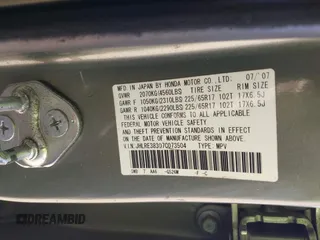 MFD. IN JAPAN BY HONDA MOTOR CO., LTD. 07/'07
TIRE SIZE RIM SIZE
GVWR 2070KG/4560LBS
GAWR F 1050KG/2310LBS 225/65R17 102T 17X6.5J
GAWR R 1040KG/2290LBS 225/65R17 102T 17X6.5J
THIS VEHICLE CONFORMS TO ALL APPLICABLE
FEDERAL MOTOR VEHICLE SAFETY, BUMPER,
AND THEFT PREVENTION STANDARDS IN EFFECT
ON THE DATE OF MANUFACTURE SHOWN ABOVE.
V.I.N: JHLRE38307C073504 TYPE: MPV
DREAMBID